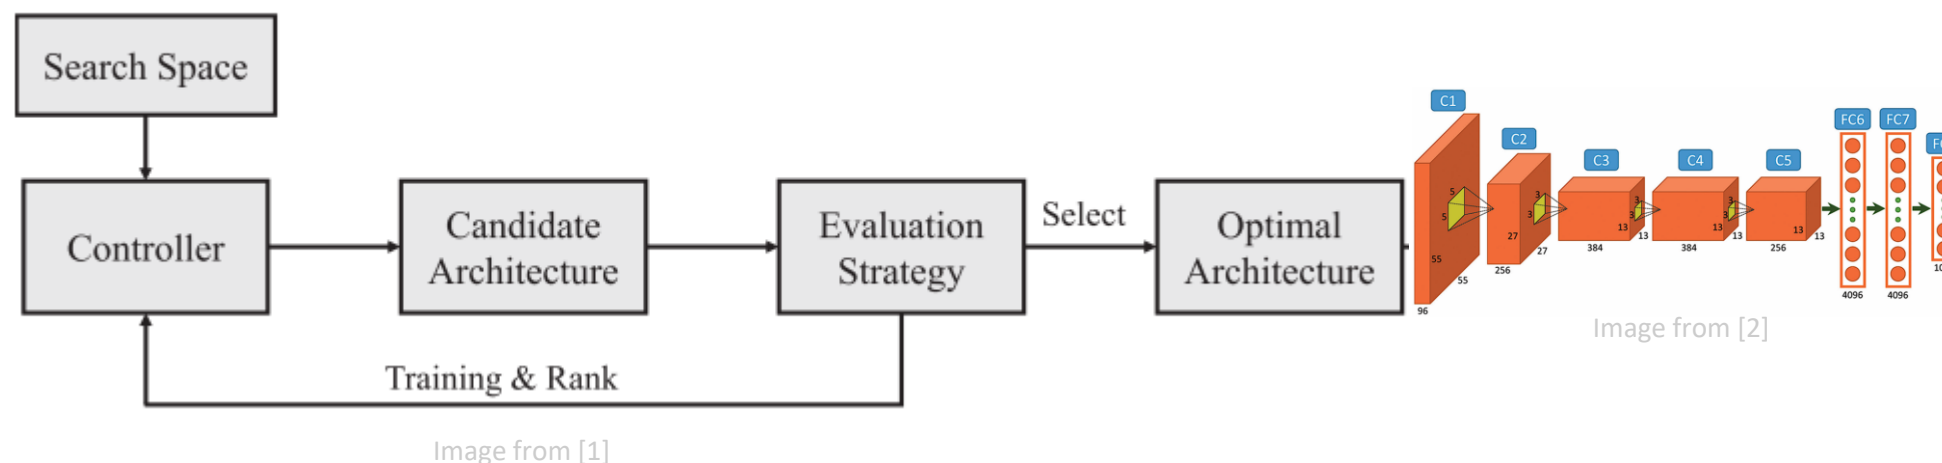 Search Space
Controller
Candidate
Architecture
Evaluation
Strategy
Select
Optimal
Architecture
Training & Rank
Image from [1]
C1
5
5
55
55
96
C2
3
3
27
27
256
C3
3
3
13
13
384
C4
3
3
13
13
384
C5
13
13
256
FC6
4096
FC7
4096
Image from [2]